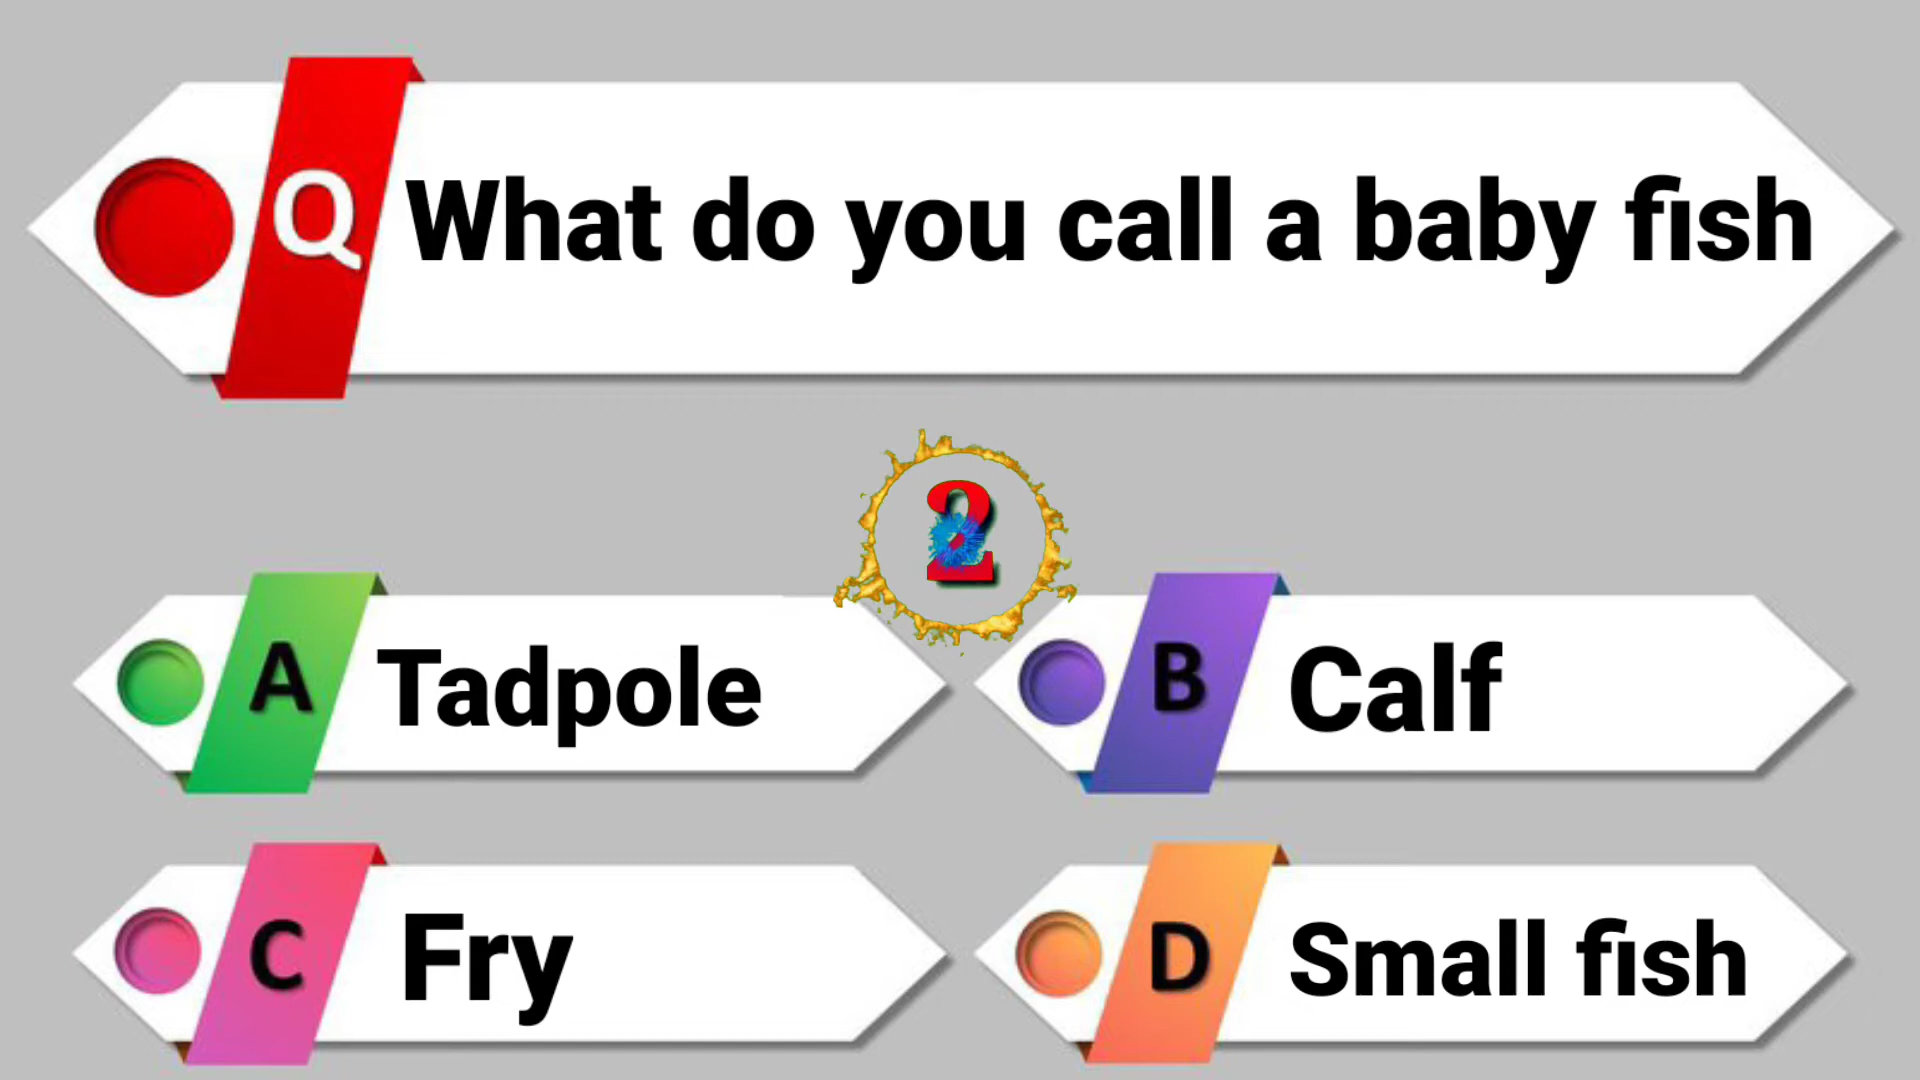 Q What do you call a baby fish
2
A Tadpole
B Calf
C Fry
D Small fish